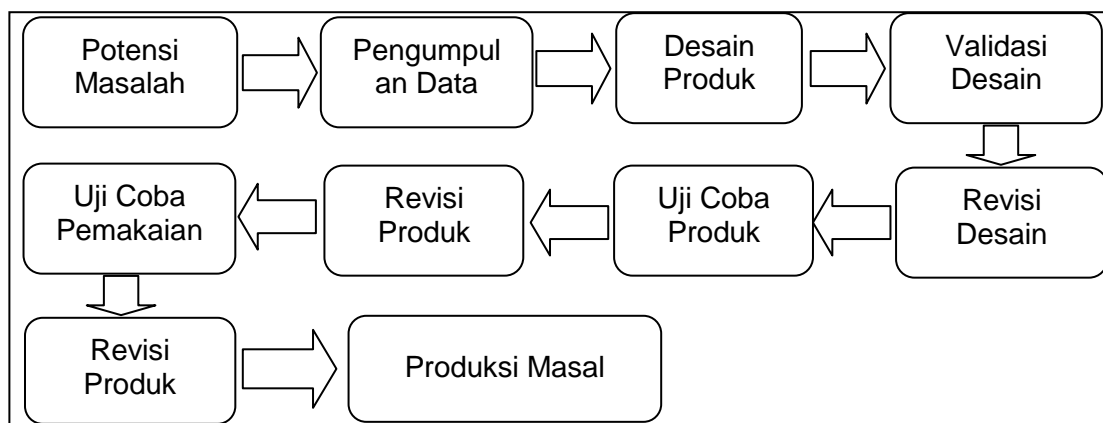 Potensi
Masalah
Pengumpul
an Data
Desain
Produk
Validasi
Desain
Revisi
Desain
Uji Coba
Produk
Revisi
Produk
Uji Coba
Pemakaian
Revisi
Produk
Produksi Masal